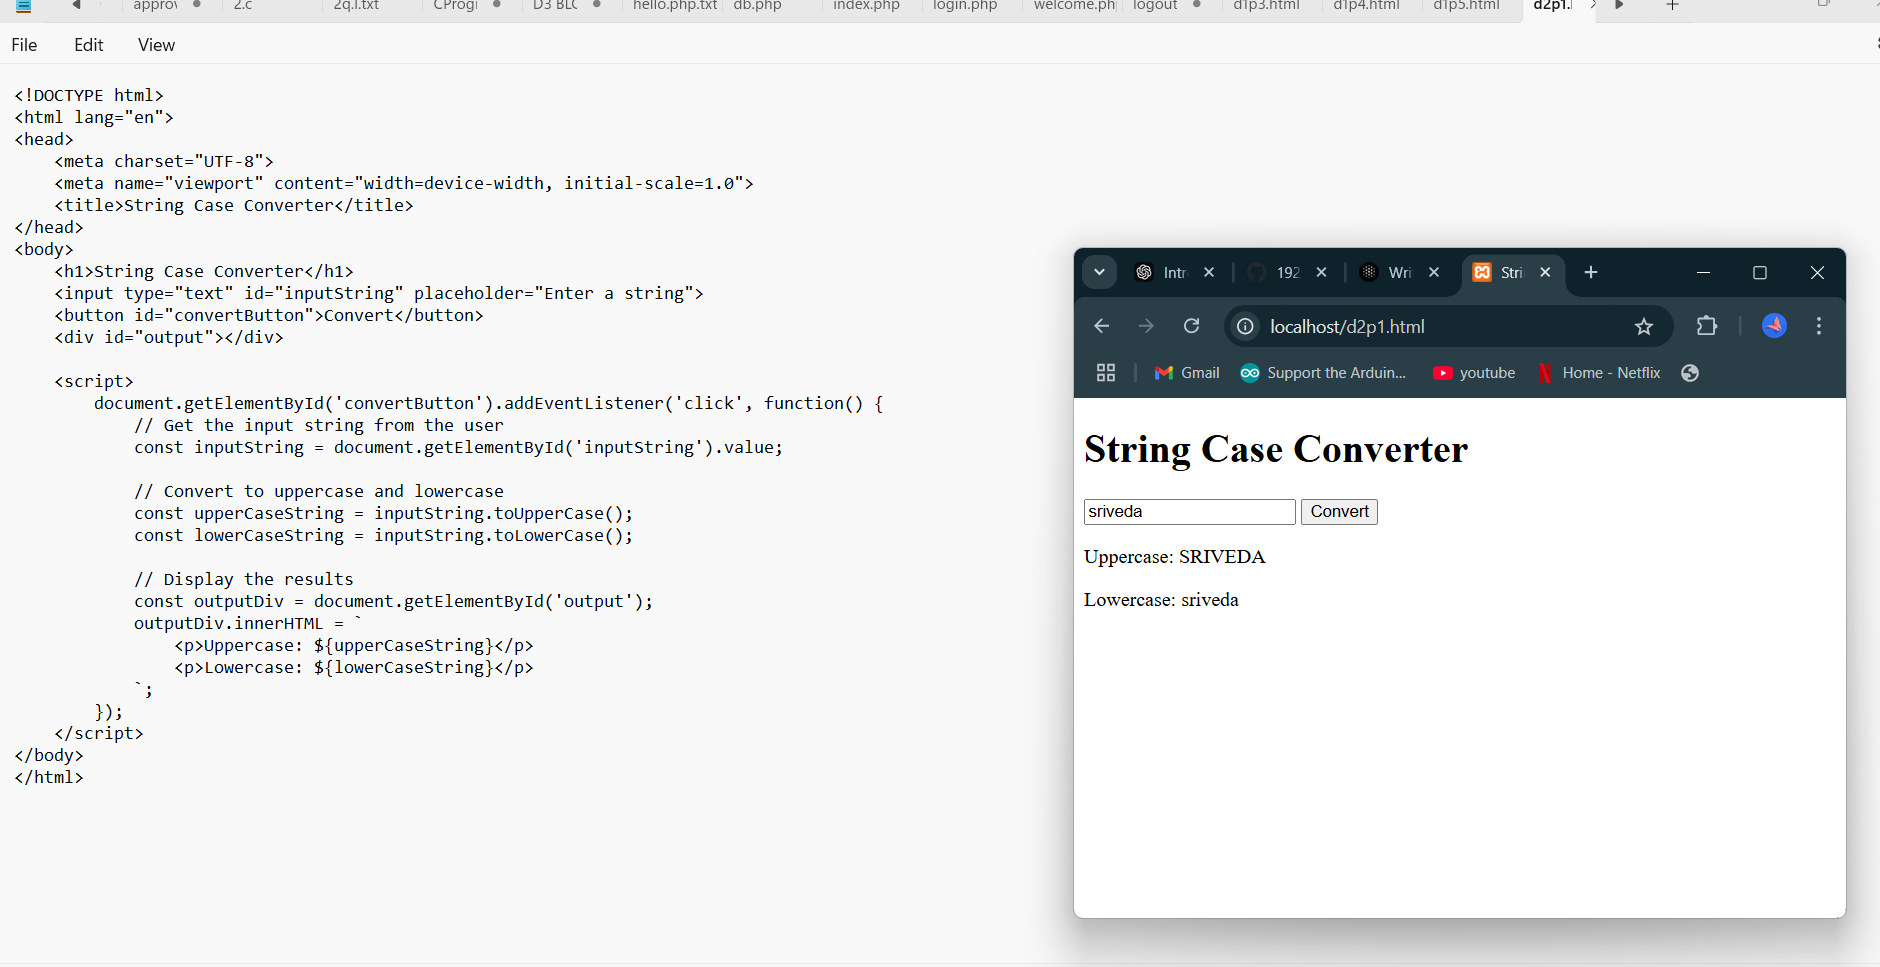 2.c
2q.l.txt
hello.php.txt
db.php
index.php
login.php
welcome.ph
logout
d1p3.html
d1p4.html
d1p5.html
d2p1.
File Edit View
<!DOCTYPE html>
<html lang="en">
<head>
    <meta charset="UTF-8">
    <meta name="viewport" content="width=device-width, initial-scale=1.0">
    <title>String Case Converter</title>
</head>
<body>
    <h1>String Case Converter</h1>
    <input type="text" id="inputString" placeholder="Enter a string">
    <button id="convertButton">Convert</button>
    <div id="output"></div>

    <script>
        document.getElementById('convertButton').addEventListener('click', function() {
            // Get the input string from the user
            const inputString = document.getElementById('inputString').value;

            // Convert to uppercase and lowercase
            const upperCaseString = inputString.toUpperCase();
            const lowerCaseString = inputString.toLowerCase();

            // Display the results
            const outputDiv = document.getElementById('output');
            outputDiv.innerHTML = `
                <p>Uppercase: ${upperCaseString}</p>
                <p>Lowercase: ${lowerCaseString}</p>
            `;
        });
    </script>
</body>
</html>
Intr
192
Wri
Stri
localhost/d2p1.html
Gmail
Support the Arduin...
youtube
Home - Netflix
String Case Converter
sriveda Convert
Uppercase: SRIVEDA
Lowercase: sriveda